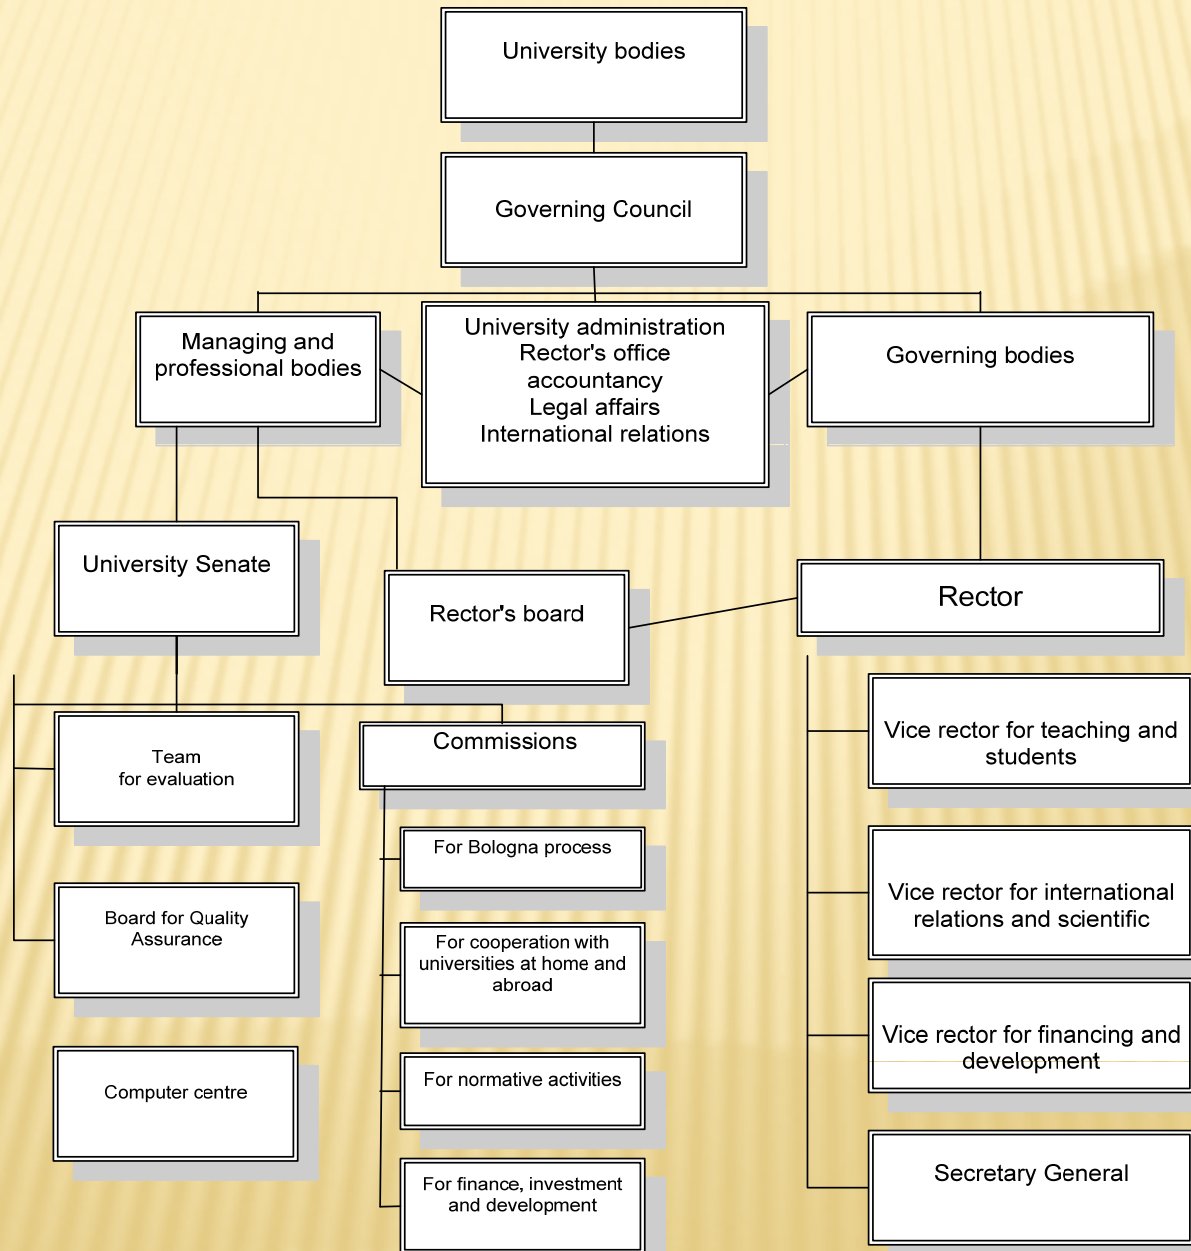 University bodies
Governing Council
Managing and
professional bodies
University administration
Rector's office
accountancy
Legal affairs
International relations
Governing bodies
University Senate
Rector's board
Rector
Team
for evaluation
Commissions
Vice rector for teaching and
students
For Bologna process
Board for Quality
Assurance
For cooperation with
universities at home and
abroad
Vice rector for international
relations and scientific
Computer centre
For normative activities
Vice rector for financing and
development
For finance, investment
and development
Secretary General